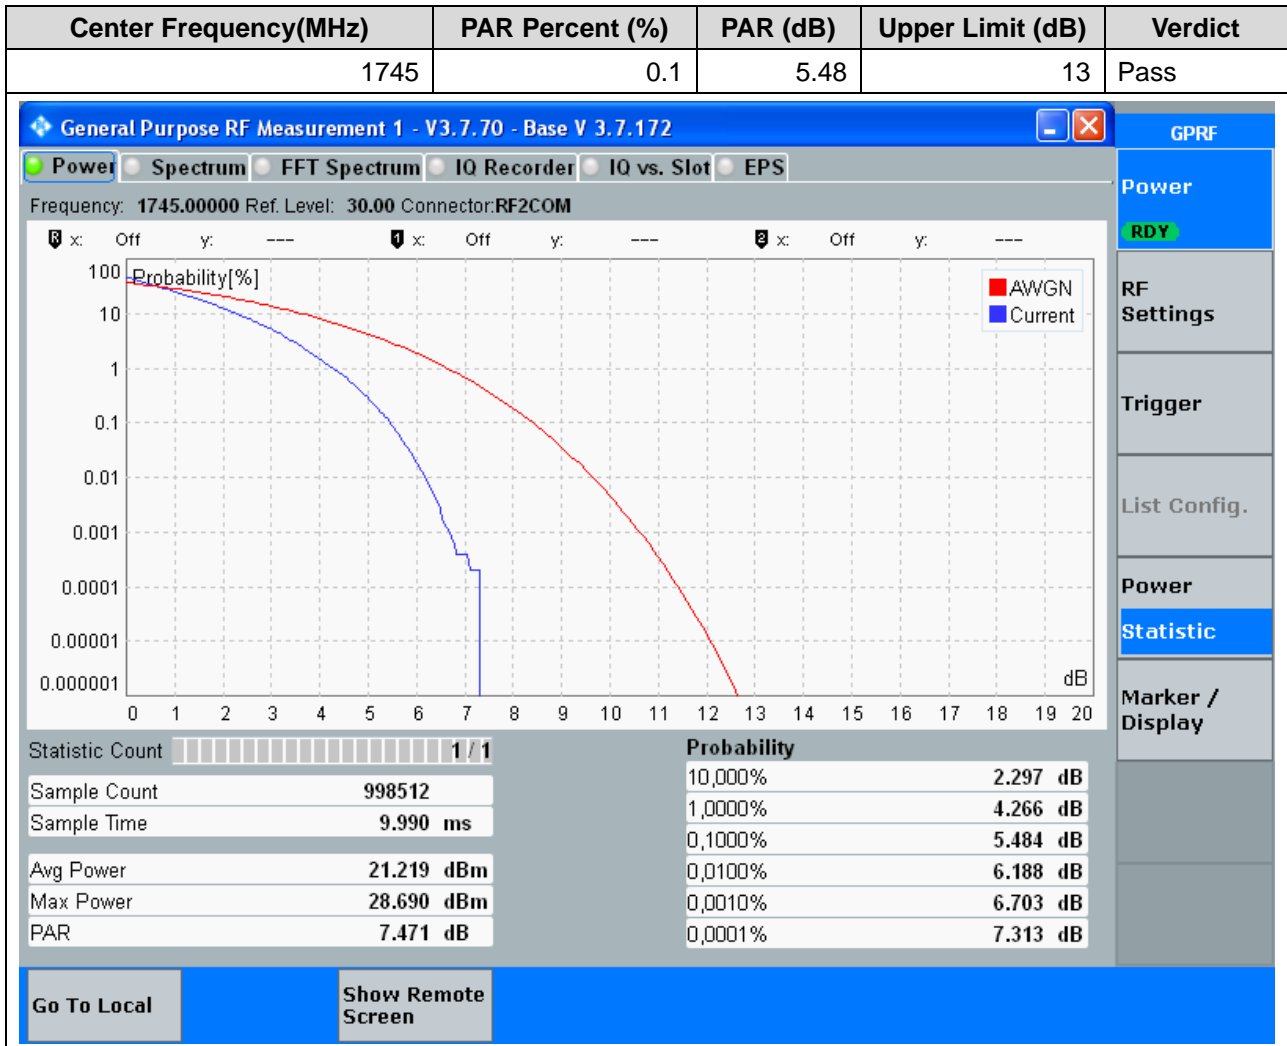 Center Frequency(MHz) PAR Percent (%) PAR (dB) Upper Limit (dB) Verdict
1745 0.1 5.48 13 Pass
General Purpose RF Measurement 1 - V3.7.70 - Base V 3.7.172
GPRF
Power Spectrum FFT Spectrum IQ Recorder IQ vs. Slot EPS
Frequency: 1745.00000 Ref. Level: 30.00 Connector:RF2COM
R x: Off y: --- 1 x: Off y: --- 2 x: Off y: ---
Probability[%]
100
10
1
0.1
0.01
0.001
0.0001
0.00001
0.000001
AWGN
Current
dB
0 1 2 3 4 5 6 7 8 9 10 11 12 13 14 15 16 17 18 19 20
Statistic Count 1 / 1
Sample Count 998512
Sample Time 9.990 ms
Avg Power 21.219 dBm
Max Power 28.690 dBm
PAR 7.471 dB
Probability
10,000% 2.297 dB
1,0000% 4.266 dB
0,1000% 5.484 dB
0,0100% 6.188 dB
0,0010% 6.703 dB
0,0001% 7.313 dB
Power
RDY
RF
Settings
Trigger
List Config.
Power
Statistic
Marker /
Display
Go To Local
Show Remote
Screen